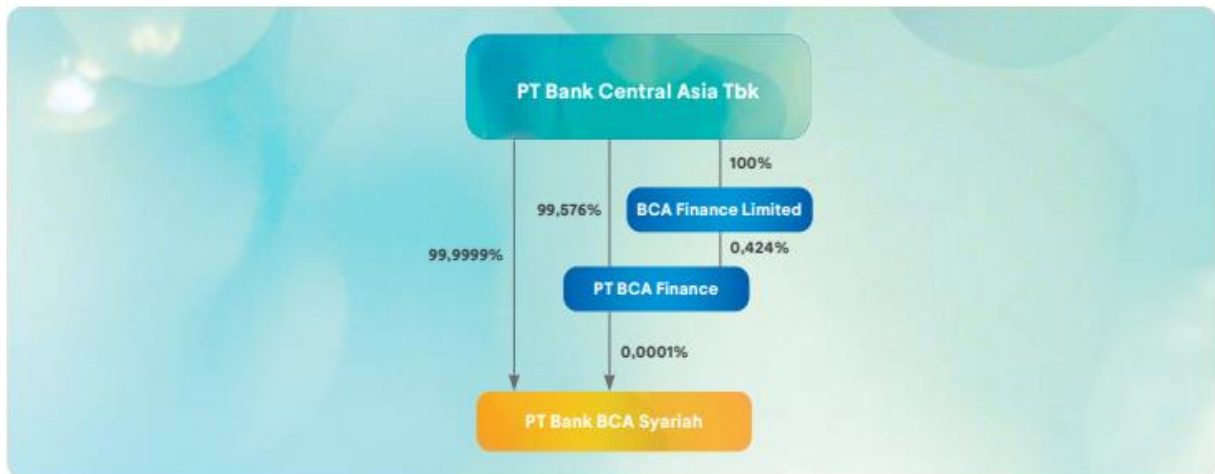 PT Bank Central Asia Tbk
100%
99,576%
BCA Finance Limited
99,9999%
0,424%
PT BCA Finance
0,0001%
PT Bank BCA Syariah